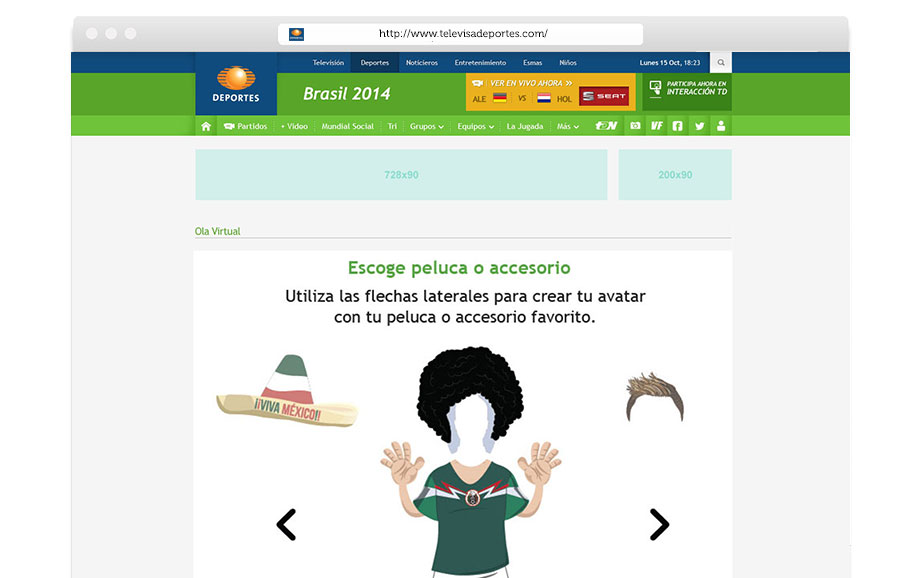 http://www.televisadeportes.com/
Televisión Deportes Noticieros Entretenimiento Esmas Niños Lunes 15 Oct, 18:23
DEPORTES
Brasil 2014
VER EN VIVO AHORA >>
ALE VS HOL SEAT
PARTICIPA AHORA EN
INTERACCIÓN TD
Partidos + Video Mundial Social Tri Grupos Equipos La Jugada Más tdN VF
728x90 200x90
Ola Virtual
Escoge peluca o accesorio
Utiliza las flechas laterales para crear tu avatar
con tu peluca o accesorio favorito.
¡¡VIVA MÉXICO!!